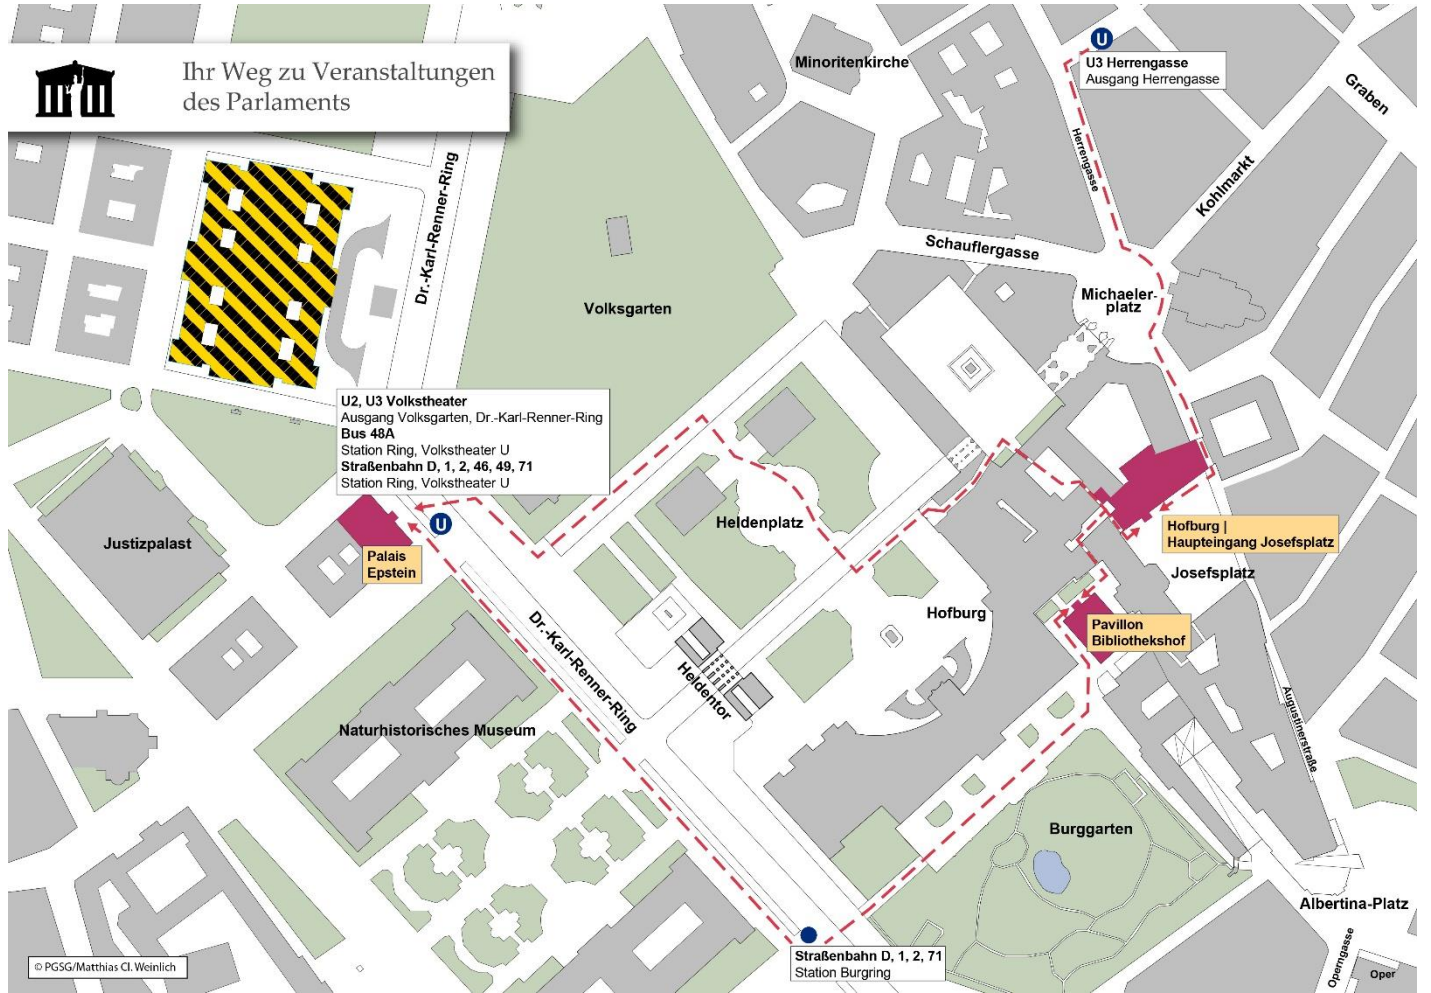 Ihr Weg zu Veranstaltungen
des Parlaments
Minoritenkirche
U
U3 Herrengasse
Ausgang Herrengasse
Graben
Herrengasse
Kohlmarkt
Dr.-Karl-Renner-Ring
Schauflergasse
Volksgarten
Michaeler-
platz
U2, U3 Volkstheater
Ausgang Volksgarten, Dr.-Karl-Renner-Ring
Bus 48A
Station Ring, Volkstheater U
Straßenbahn D, 1, 2, 46, 49, 71
Station Ring, Volkstheater U
U
Justizpalast
Palais
Epstein
Heldenplatz
Hofburg |
Haupteingang Josefsplatz
Josefsplatz
Hofburg
Pavillon
Bibliothekshof
Dr.-Karl-Renner-Ring
Heldentor
Naturhistorisches Museum
Augustinerstraße
Burggarten
Albertina-Platz
Straßenbahn D, 1, 2, 71
Station Burgring
Operngasse
Oper
© PGSG/Matthias Cl. Weinlich